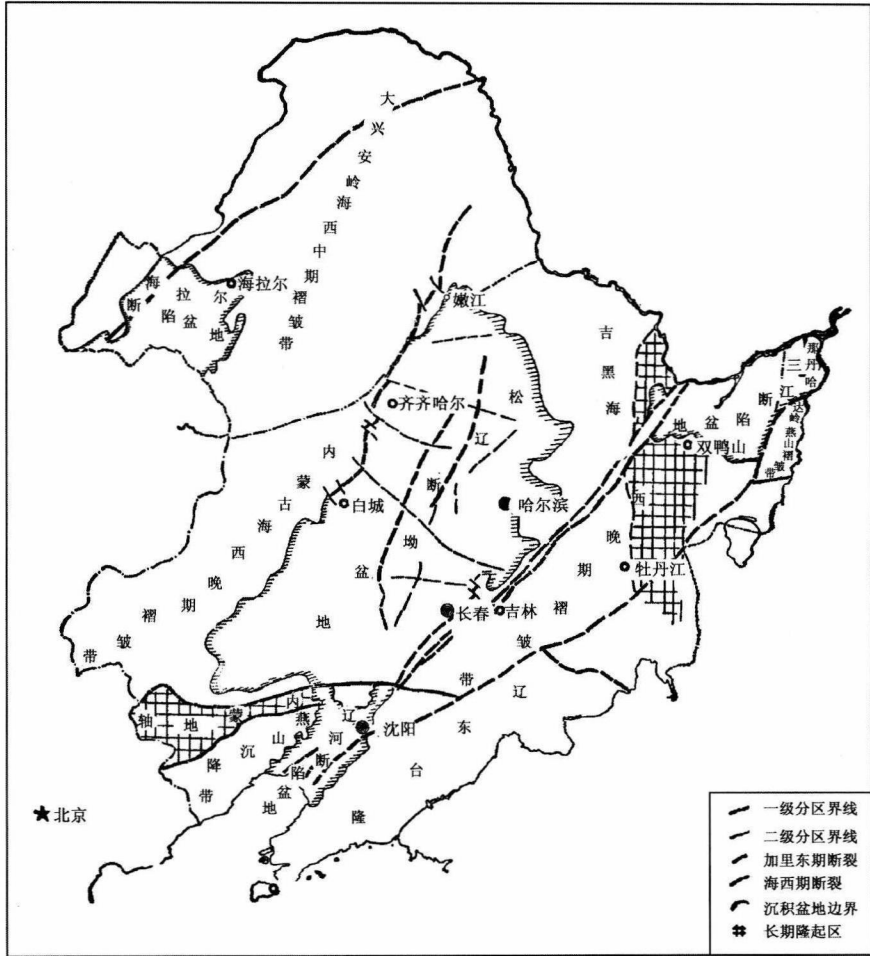 大兴安岭海西中期褶皱带
海拉尔
海拉尔断陷盆地
嫩江
齐齐哈尔
松辽断坳盆地
吉黑海西晚期褶皱带
三江断陷盆地
那丹哈达岭燕山褶皱带
双鸭山
内蒙古海西晚期褶皱带
白城
哈尔滨
牡丹江
长春
吉林
内蒙地轴
燕山沉降带
辽河断陷盆地
沈阳
辽东台隆
北京
一级分区界线
二级分区界线
加里东期断裂
海西期断裂
沉积盆地边界
长期隆起区